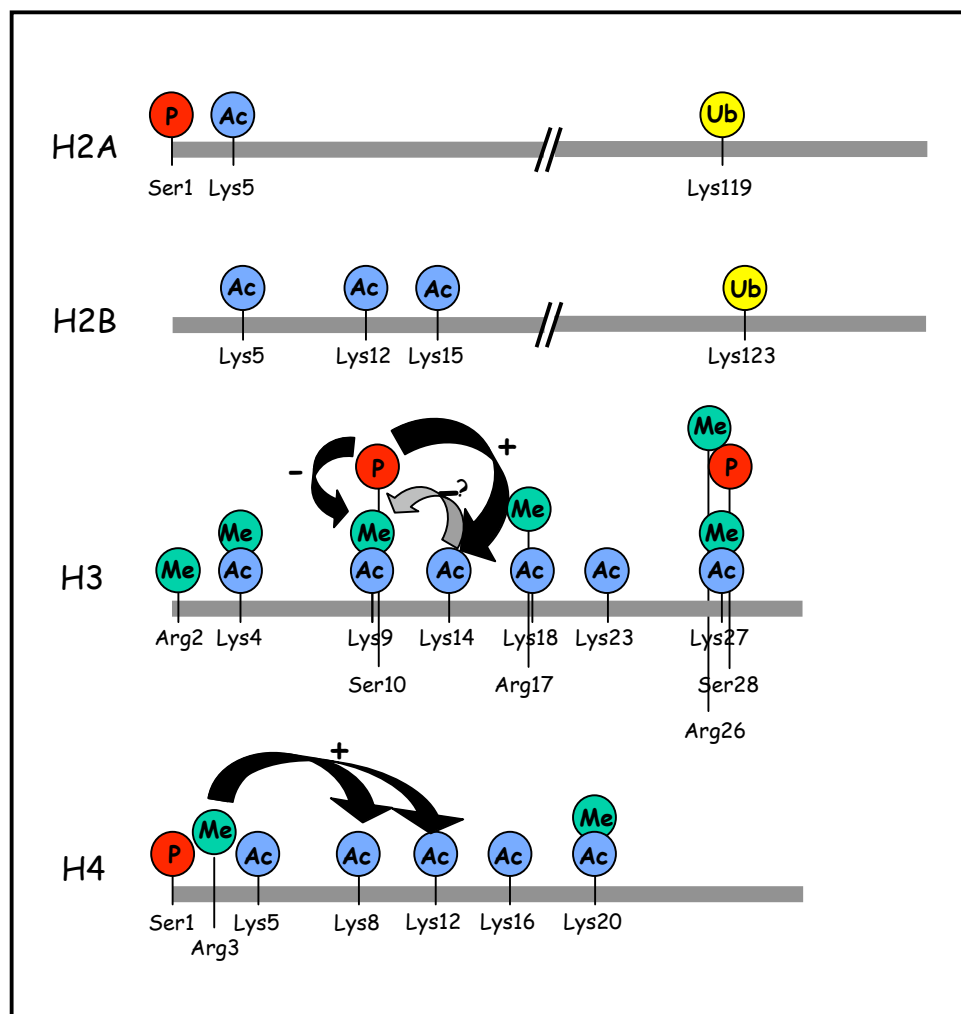 P Ac Ub
H2A
Ser1 Lys5 Lys119
Ac Ac Ac Ub
H2B
Lys5 Lys12 Lys15 Lys123
Me
+
- P P
–?
Me
Me Me Me
Me Ac Ac Ac Ac Ac Ac
H3
Arg2 Lys4 Lys9 Lys14 Lys18 Lys23 Lys27
Ser10 Arg17 Ser28
Arg26
+
Me Me
P Ac Ac Ac Ac Ac
H4
Ser1 Lys5 Lys8 Lys12 Lys16 Lys20
Arg3